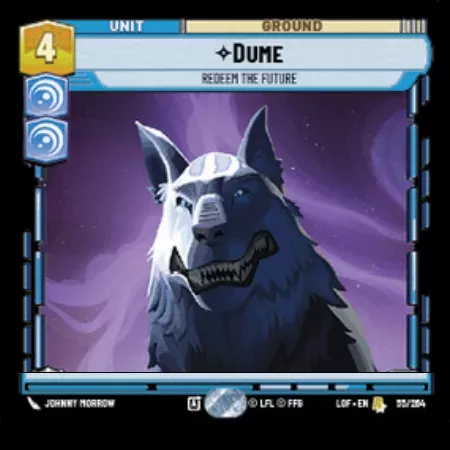 UNIT GROUND
4
DUME
REDEEM THE FUTURE
JOHNNY MORROW © LFL © FFG LOF • EN 55/264